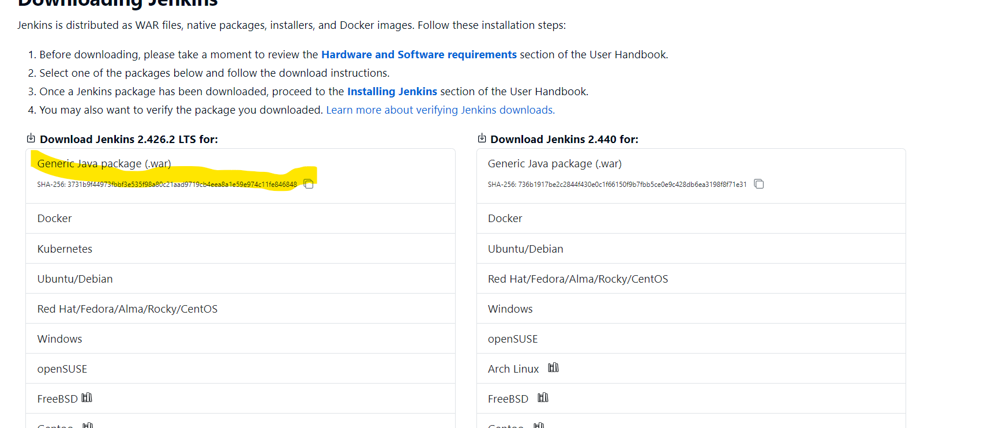 Downloading Jenkins
Jenkins is distributed as WAR files, native packages, installers, and Docker images. Follow these installation steps:
1. Before downloading, please take a moment to review the Hardware and Software requirements section of the User Handbook.
2. Select one of the packages below and follow the download instructions.
3. Once a Jenkins package has been downloaded, proceed to the Installing Jenkins section of the User Handbook.
4. You may also want to verify the package you downloaded. Learn more about verifying Jenkins downloads.
Download Jenkins 2.426.2 LTS for:
Generic Java package (.war)
SHA-256: 3731b9f44973fbbf3e535f98a80c21aad9719cb4eea8a1e59e974c11fe846848
Docker
Kubernetes
Ubuntu/Debian
Red Hat/Fedora/Alma/Rocky/CentOS
Windows
openSUSE
FreeBSD
Gentoo
Download Jenkins 2.440 for:
Generic Java package (.war)
SHA-256: 736b1917be2c2844f430e0c1f66150f9b7fbb5ce0e9c428db6ea3198f8f71e31
Docker
Ubuntu/Debian
Red Hat/Fedora/Alma/Rocky/CentOS
Windows
openSUSE
Arch Linux
FreeBSD
Gentoo